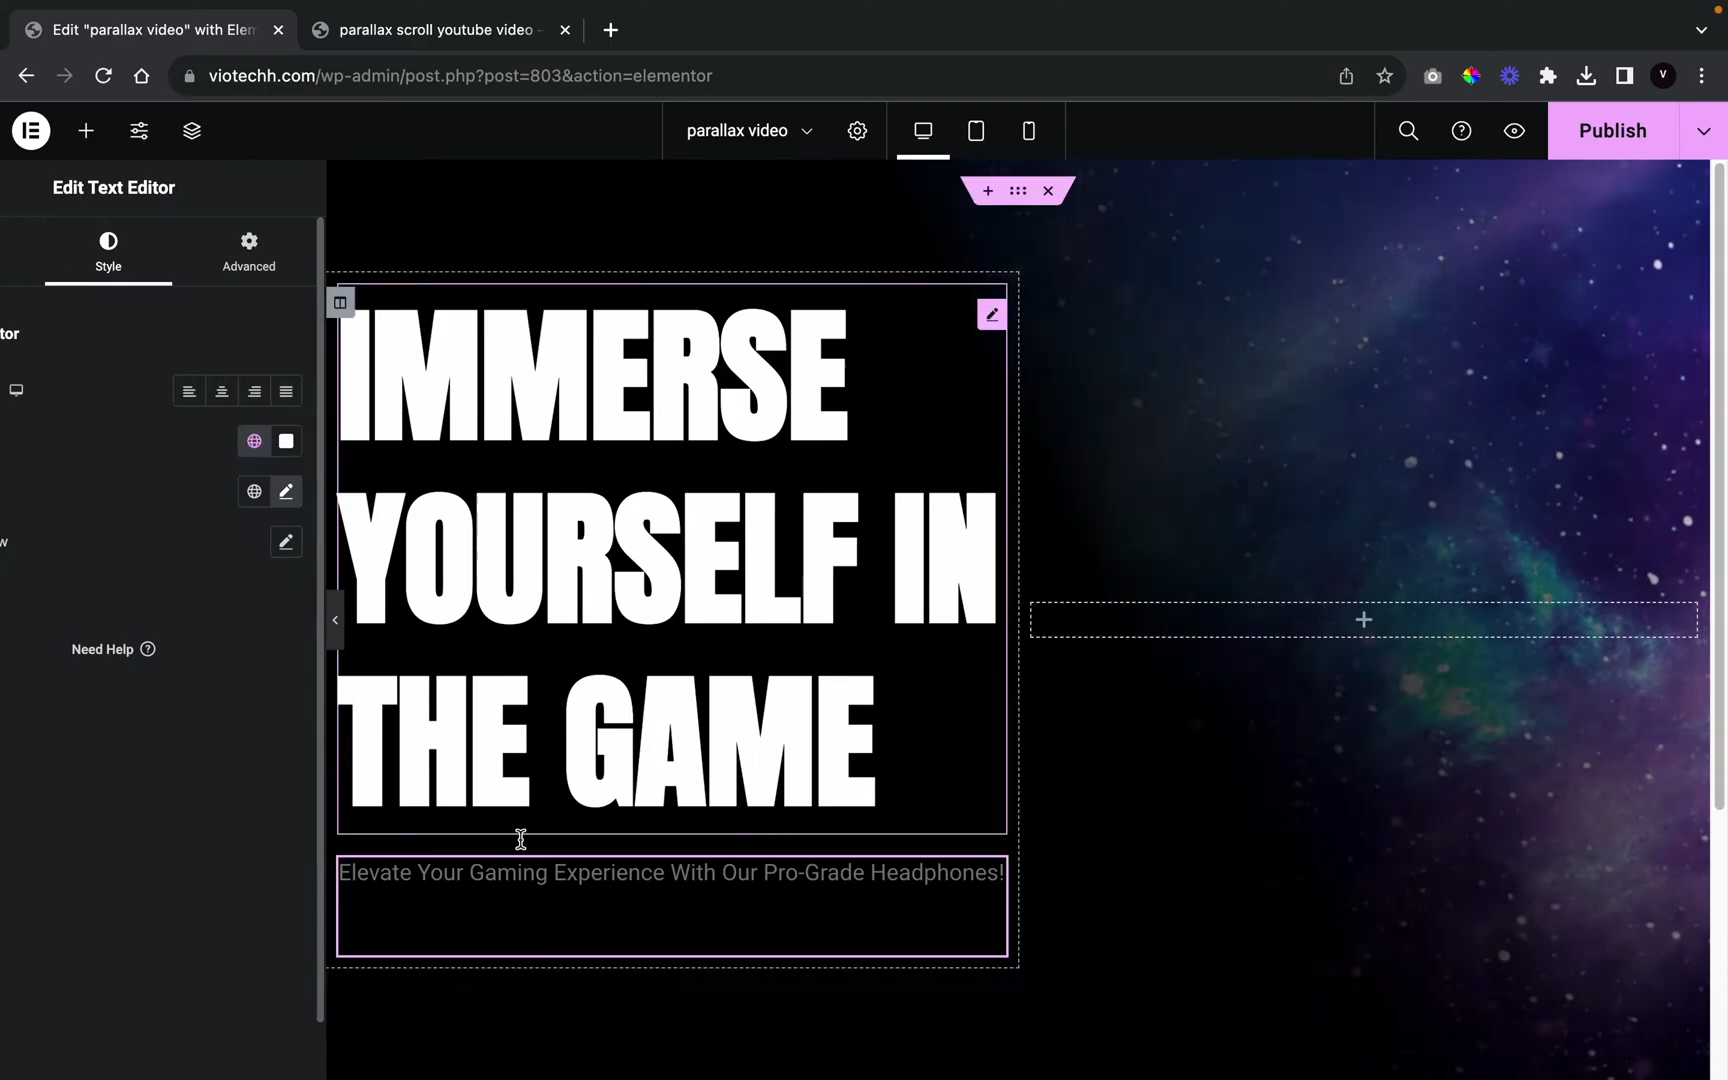 Edit "parallax video" with Elem
parallax scroll youtube video -
viotechh.com/wp-admin/post.php?post=803&action=elementor
V
parallax video
Publish
Edit Text Editor
Style
Advanced
tor
w
Need Help
IMMERSE
YOURSELF IN
THE GAME
Elevate Your Gaming Experience With Our Pro-Grade Headphones!